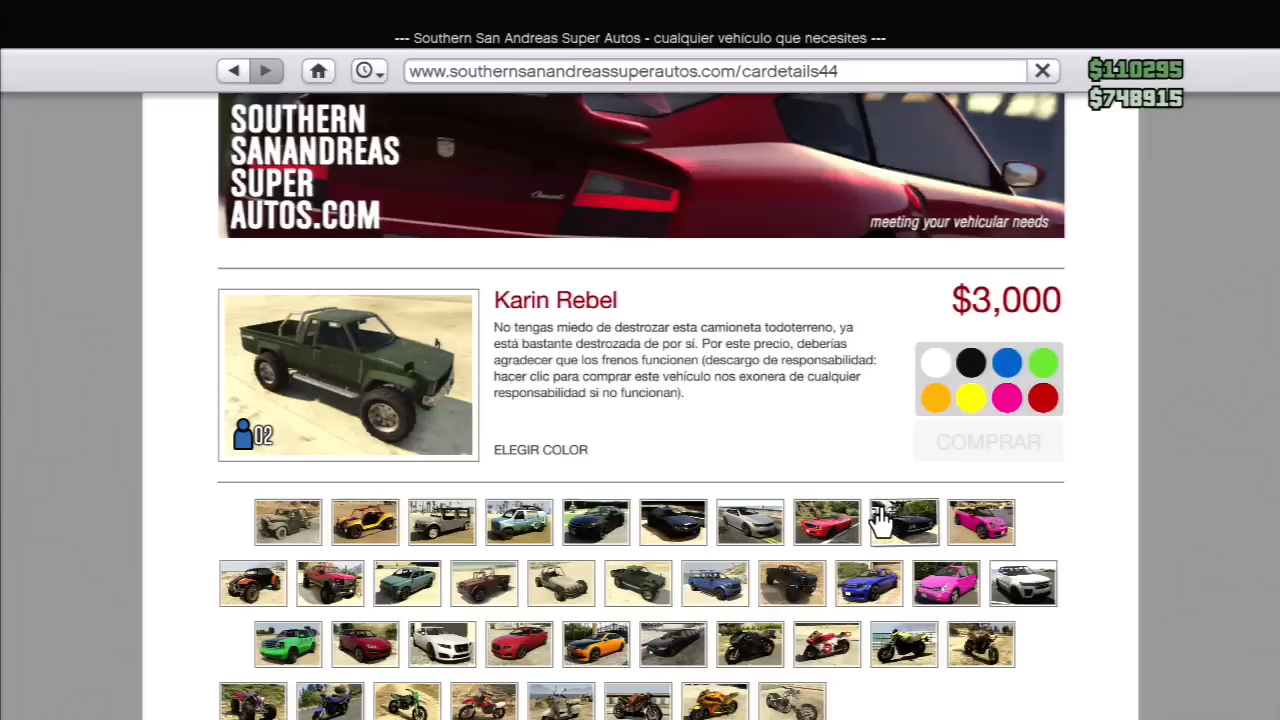 --- Southern San Andreas Super Autos - cualquier vehículo que necesites ---
www.southernsanandreassuperautos.com/cardetails44
$110295
$748915
SOUTHERN
SANANDREAS
SUPER
AUTOS.COM
meeting your vehicular needs
Karin Rebel
$3,000
No tengas miedo de destrozar esta camioneta todoterreno, ya
está bastante destrozada de por sí. Por este precio, deberías
agradecer que los frenos funcionen (descargo de responsabilidad:
hacer clic para comprar este vehículo nos exonera de cualquier
responsabilidad si no funcionan).
02
ELEGIR COLOR
COMPRAR